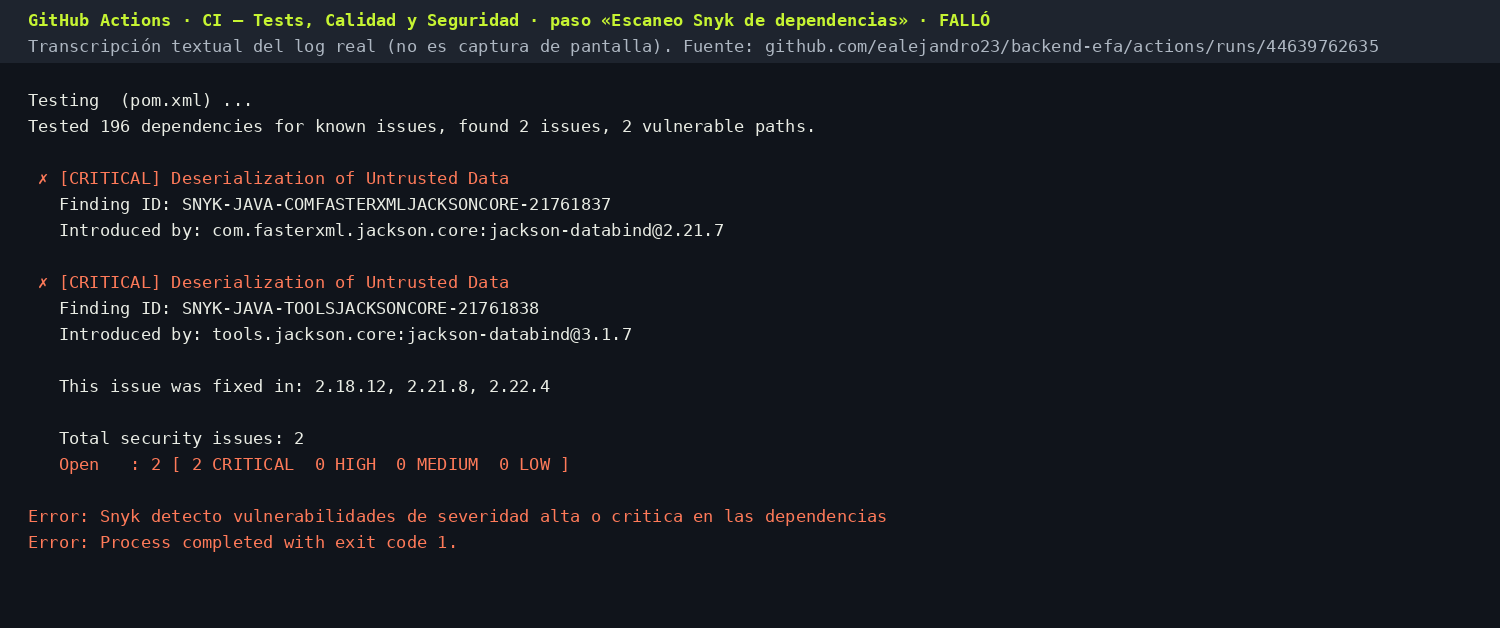 GitHub Actions · CI — Tests, Calidad y Seguridad · paso «Escaneo Snyk de dependencias» · FALLÓ
Transcripción textual del log real (no es captura de pantalla). Fuente: github.com/ealejandro23/backend-efa/actions/runs/44639762635
Testing  (pom.xml) ...
Tested 196 dependencies for known issues, found 2 issues, 2 vulnerable paths.
✗ [CRITICAL] Deserialization of Untrusted Data
Finding ID: SNYK-JAVA-COMFASTERXMLJACKSONCORE-21761837
Introduced by: com.fasterxml.jackson.core:jackson-databind@2.21.7
✗ [CRITICAL] Deserialization of Untrusted Data
Finding ID: SNYK-JAVA-TOOLSJACKSONCORE-21761838
Introduced by: tools.jackson.core:jackson-databind@3.1.7
This issue was fixed in: 2.18.12, 2.21.8, 2.22.4
Total security issues: 2
Open   : 2 [ 2 CRITICAL  0 HIGH  0 MEDIUM  0 LOW ]
Error: Snyk detecto vulnerabilidades de severidad alta o critica en las dependencias
Error: Process completed with exit code 1.